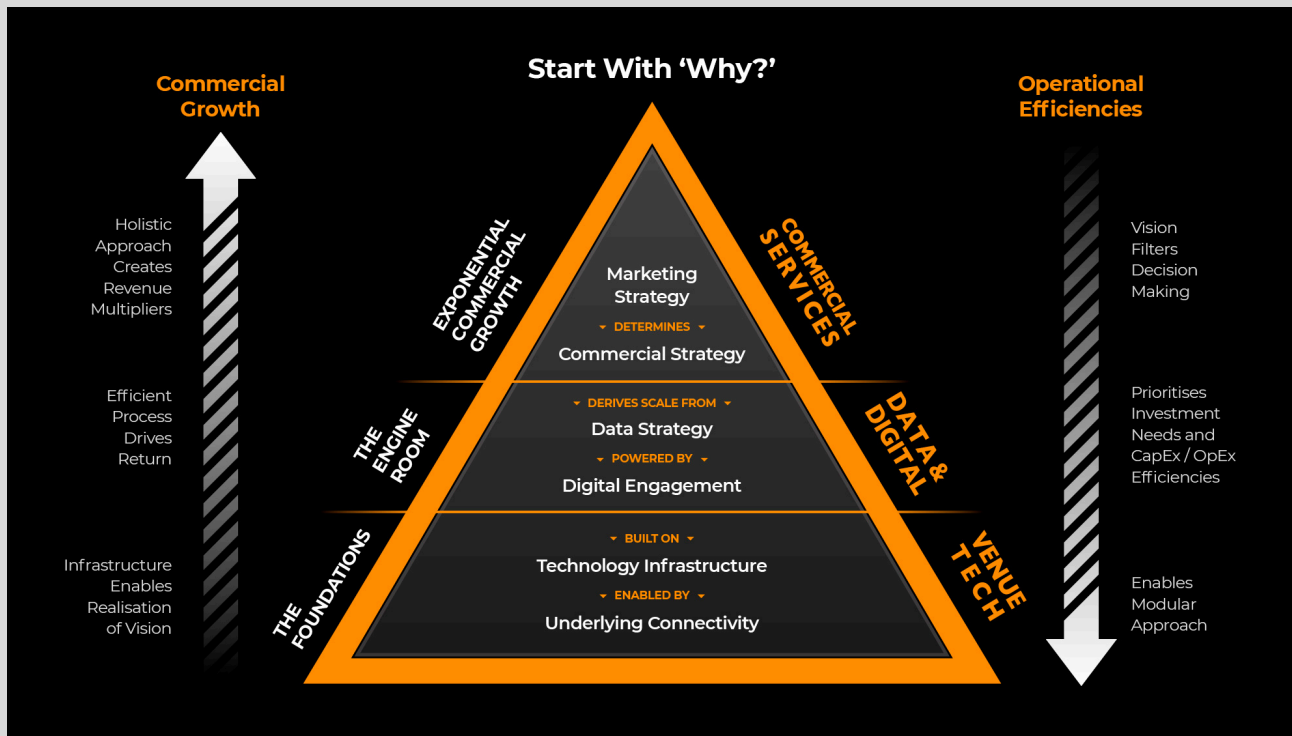 Start With ‘Why?’
Commercial
Growth
Holistic
Approach
Creates
Revenue
Multipliers
Efficient
Process
Drives
Return
Infrastructure
Enables
Realisation
of Vision
EXPONENTIAL
COMMERCIAL
GROWTH
THE
ENGINE
ROOM
THE
FOUNDATIONS
Marketing
Strategy
DETERMINES
Commercial Strategy
DERIVES SCALE FROM
Data Strategy
POWERED BY
Digital Engagement
BUILT ON
Technology Infrastructure
ENABLED BY
Underlying Connectivity
COMMERCIAL
SERVICES
DATA &
DIGITAL
VENUE
TECH
Operational
Efficiencies
Vision
Filters
Decision
Making
Prioritises
Investment
Needs and
CapEx / OpEx
Efficiencies
Enables
Modular
Approach